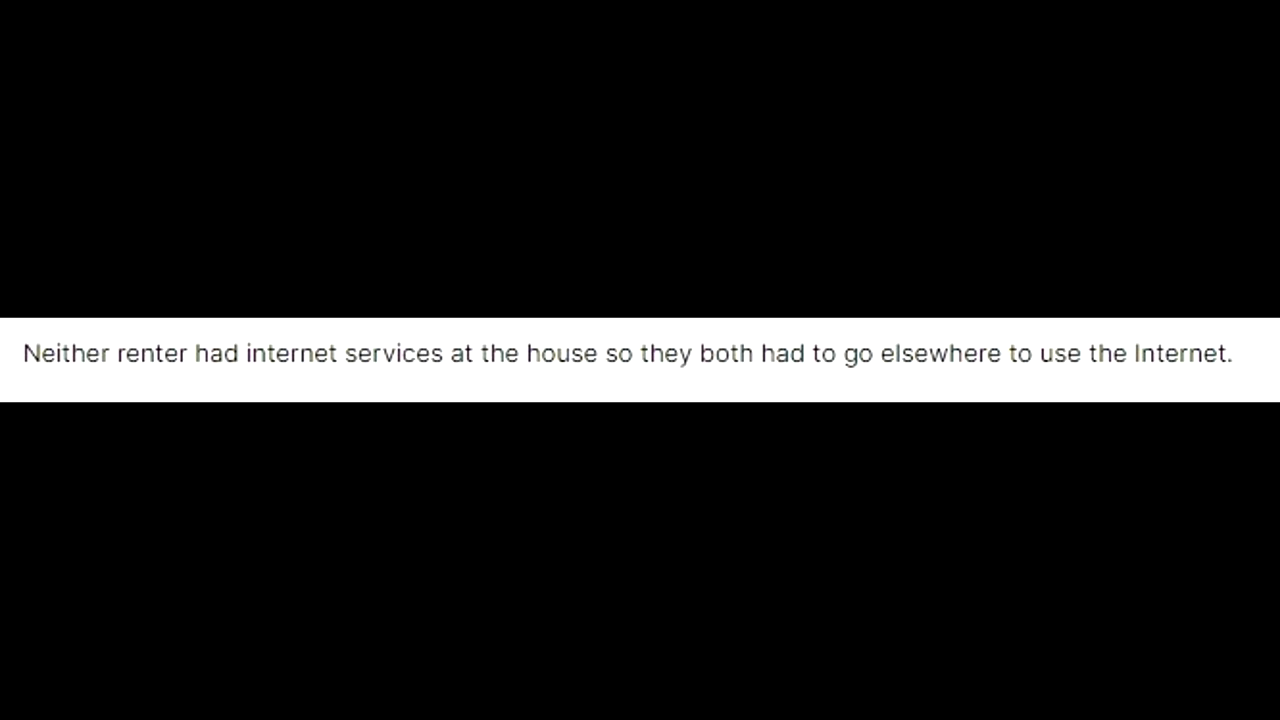 Neither renter had internet services at the house so they both had to go elsewhere to use the Internet.